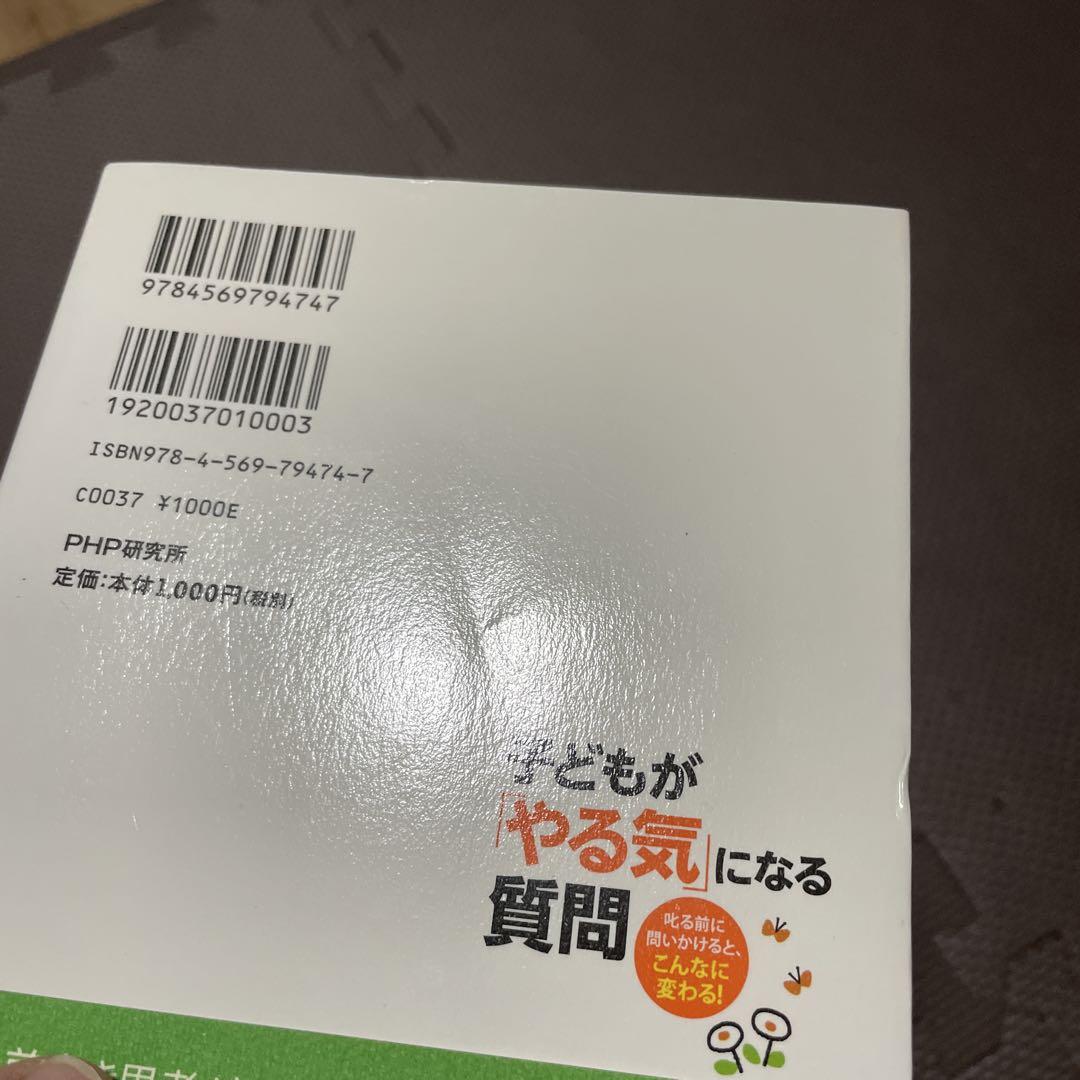 9784569794747
1920037010003
ISBN978-4-569-79474-7
C0037 ¥1000E
PHP研究所
定価:本体1,000円(税別)
子どもが
「やる気」になる
質問
叱る前に
問いかけると、
こんなに
変わる!